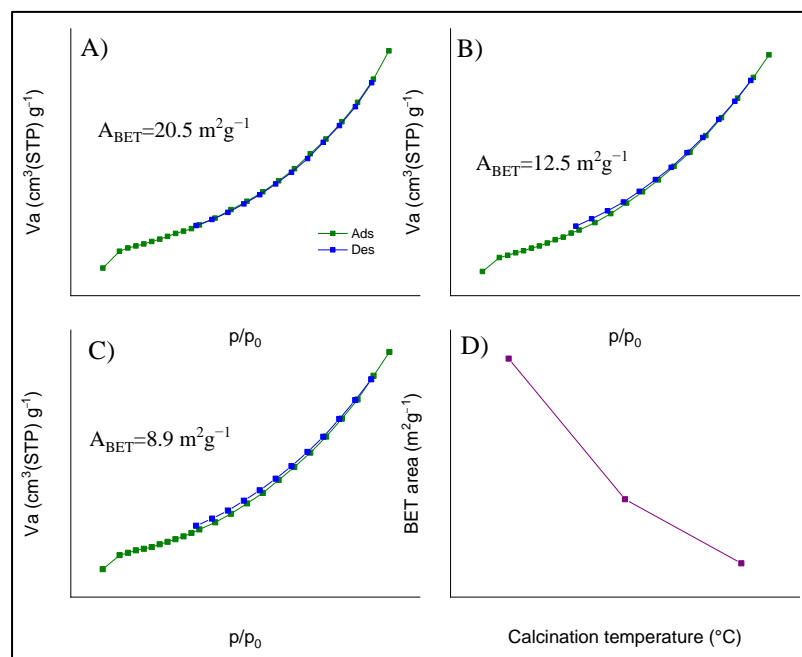 A)
Va (cm³(STP) g⁻¹)
A_BET=20.5 m²g⁻¹
Ads
Des
p/p₀
B)
Va (cm³(STP) g⁻¹)
A_BET=12.5 m²g⁻¹
p/p₀
C)
Va (cm³(STP) g⁻¹)
A_BET=8.9 m²g⁻¹
p/p₀
D)
BET area (m²g⁻¹)
Calcination temperature (°C)